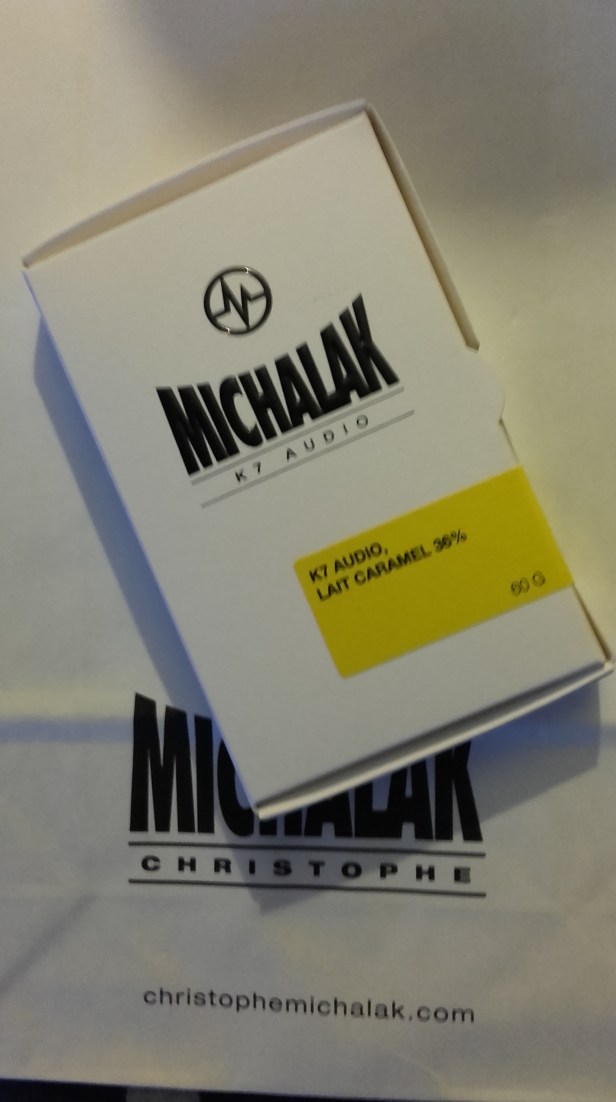 MICHALAK
K7 AUDIO
K7 AUDIO,
LAIT CARAMEL 36%
60 G
MICHALAK
CHRISTOPHE
christophemichalak.com